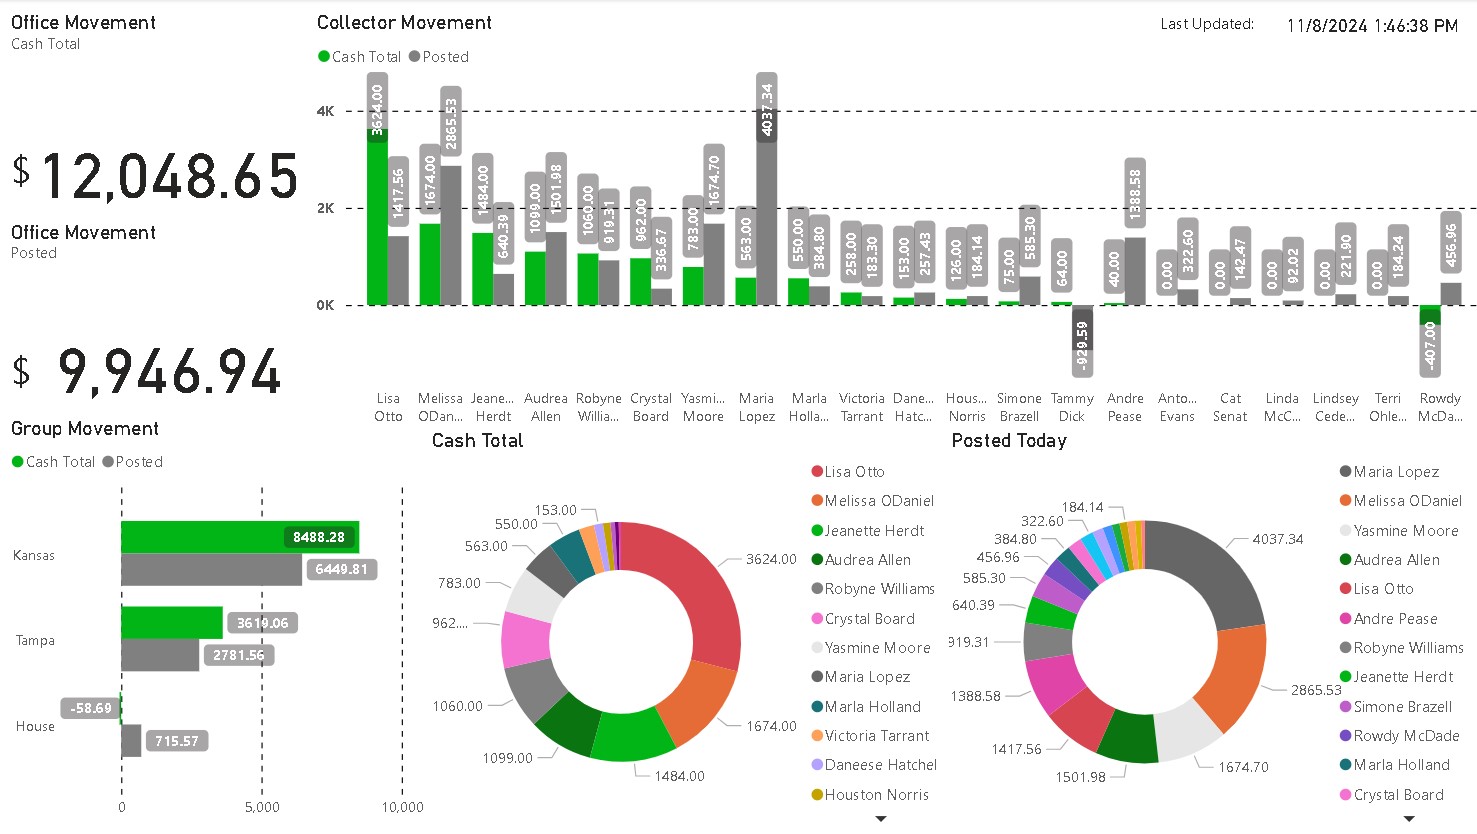 Office Movement
Cash Total
$ 12,048.65
Office Movement
Posted
$ 9,946.94
Collector Movement
Last Updated: 11/8/2024 1:46:38 PM
Cash Total Posted
4K
2K
0K
3624.00 1417.56
1674.00 2865.53
1484.00 640.39
1099.00 1501.98
1060.00 919.31
962.00 336.67
783.00 1674.70
563.00 4037.34
550.00 384.80
258.00 183.30
153.00 257.43
126.00 184.14
75.00 585.30
64.00 -929.59
40.00 1388.58
0.00 322.60
0.00 142.47
0.00 92.02
0.00 221.90
0.00 184.24
-407.00 456.96
Lisa Otto
Melissa ODan...
Jeane... Herdt
Audrea Allen
Robyne Willia...
Crystal Board
Yasmi... Moore
Maria Lopez
Marla Holla...
Victoria Tarrant
Dane... Hatc...
Hous... Norris
Simone Brazell
Tammy Dick
Andre Pease
Anto... Evans
Cat Senat
Linda McC...
Lindsey Cede...
Terri Ohle...
Rowdy McDa...
Group Movement
Cash Total Posted
Kansas
8488.28
6449.81
Tampa
3619.06
2781.56
House
-58.69
715.57
0 5,000 10,000
Cash Total
3624.00
1674.00
1484.00
1099.00
1060.00
962....
783.00
563.00
550.00
153.00
Lisa Otto
Melissa ODaniel
Jeanette Herdt
Audrea Allen
Robyne Williams
Crystal Board
Yasmine Moore
Maria Lopez
Marla Holland
Victoria Tarrant
Daneese Hatchel
Houston Norris
Posted Today
4037.34
2865.53
1674.70
1501.98
1417.56
1388.58
919.31
640.39
585.30
456.96
384.80
322.60
184.14
Maria Lopez
Melissa ODaniel
Yasmine Moore
Audrea Allen
Lisa Otto
Andre Pease
Robyne Williams
Jeanette Herdt
Simone Brazell
Rowdy McDade
Marla Holland
Crystal Board